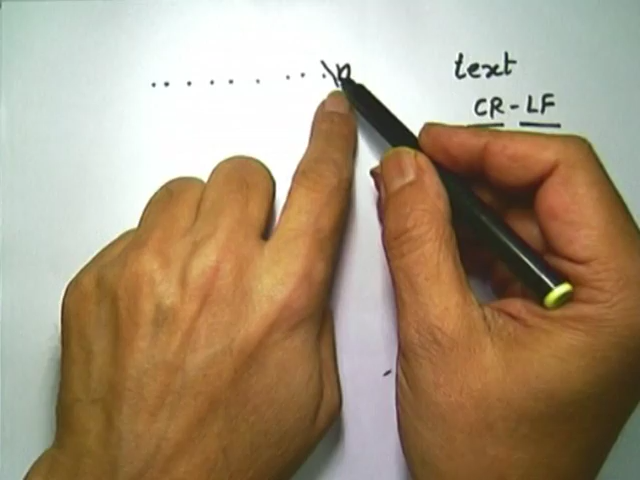 . . . . . . . . . \n
text
CR-LF